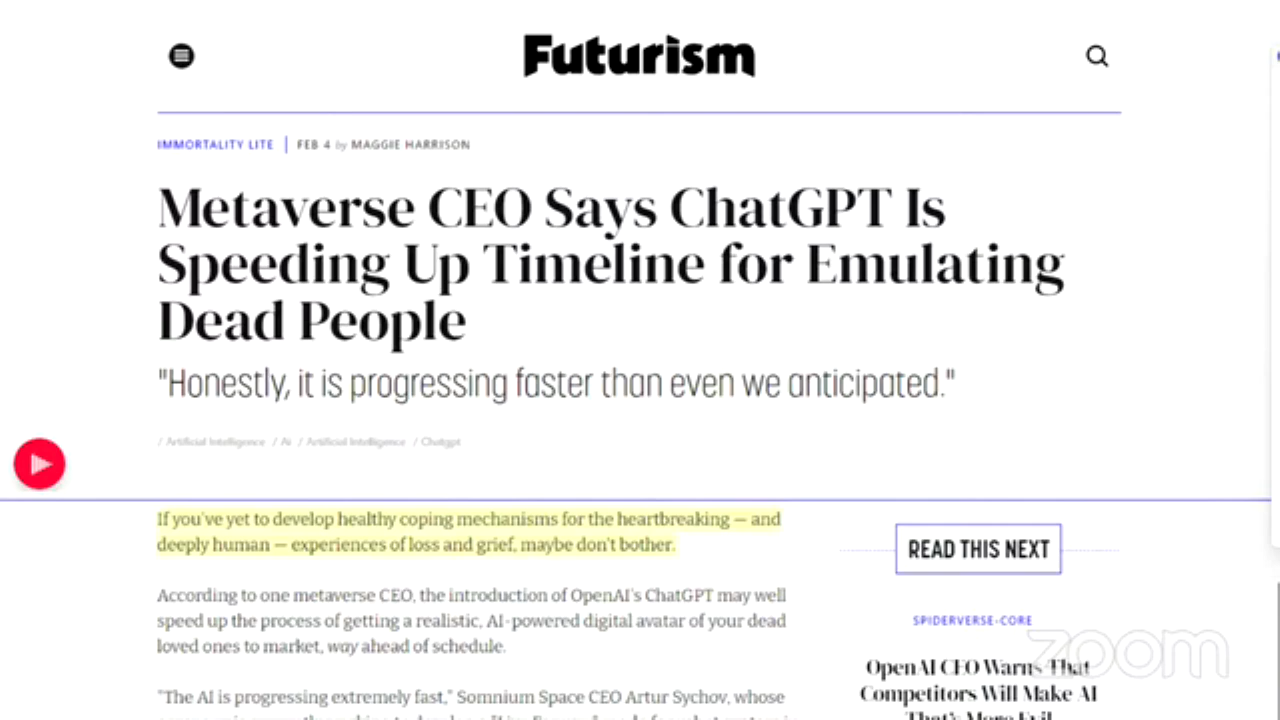 Futurism
IMMORTALITY LITE | FEB 4 by MAGGIE HARRISON
Metaverse CEO Says ChatGPT Is
Speeding Up Timeline for Emulating
Dead People
"Honestly, it is progressing faster than even we anticipated."
/ Artificial Intelligence / Ai / Artificial Intelligence / Chatgpt
If you've yet to develop healthy coping mechanisms for the heartbreaking — and
deeply human — experiences of loss and grief, maybe don't bother.
According to one metaverse CEO, the introduction of OpenAI's ChatGPT may well
speed up the process of getting a realistic, AI-powered digital avatar of your dead
loved ones to market, way ahead of schedule.
"The AI is progressing extremely fast," Somnium Space CEO Artur Sychov, whose
READ THIS NEXT
SPIDERVERSE-CORE
OpenAI CEO Warns That
Competitors Will Make AI
That's More Evil
zoom